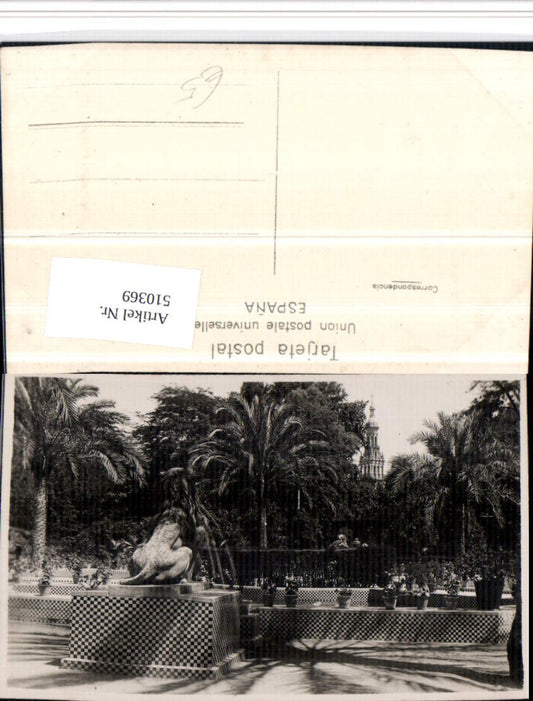 Tarjeta postal
Union postale universelle
ESPAÑA
Correspondencia
Artikel Nr.
510369